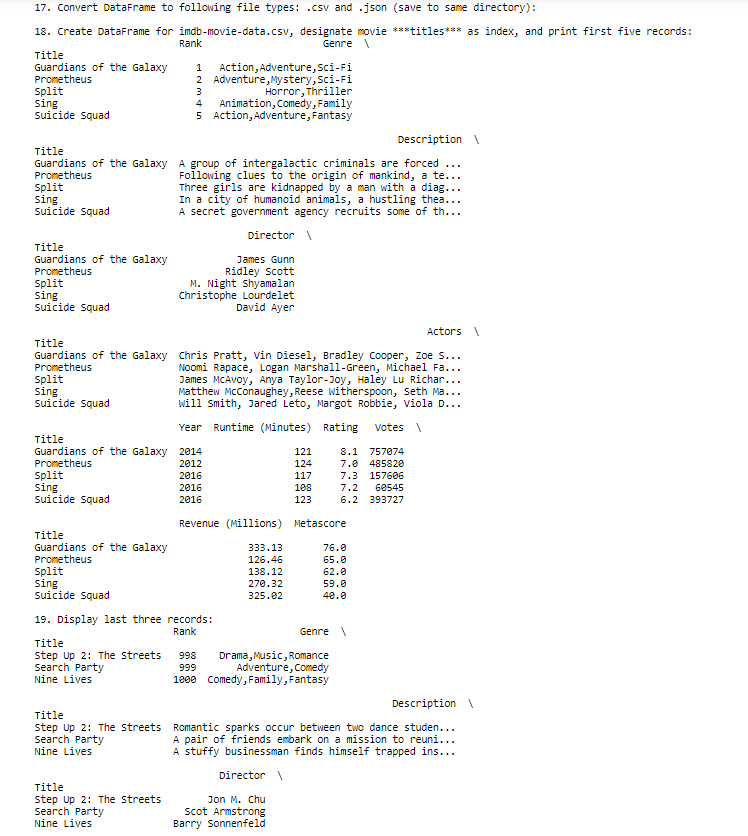 17. Convert DataFrame to following file types: .csv and .json (save to same directory):
18. Create DataFrame for imdb-movie-data.csv, designate movie ***titles*** as index, and print first five records:
Rank Genre \
Title
Guardians of the Galaxy 1 Action,Adventure,Sci-Fi
Prometheus 2 Adventure,Mystery,Sci-Fi
Split 3 Horror,Thriller
Sing 4 Animation,Comedy,Family
Suicide Squad 5 Action,Adventure,Fantasy
Description \
Title
Guardians of the Galaxy A group of intergalactic criminals are forced ...
Prometheus Following clues to the origin of mankind, a te...
Split Three girls are kidnapped by a man with a diag...
Sing In a city of humanoid animals, a hustling thea...
Suicide Squad A secret government agency recruits some of th...
Director \
Title
Guardians of the Galaxy James Gunn
Prometheus Ridley Scott
Split M. Night Shyamalan
Sing Christophe Lourdelet
Suicide Squad David Ayer
Actors \
Title
Guardians of the Galaxy Chris Pratt, Vin Diesel, Bradley Cooper, Zoe S...
Prometheus Noomi Rapace, Logan Marshall-Green, Michael Fa...
Split James McAvoy, Anya Taylor-Joy, Haley Lu Richar...
Sing Matthew McConaughey,Reese Witherspoon, Seth Ma...
Suicide Squad Will Smith, Jared Leto, Margot Robbie, Viola D...
Year Runtime (Minutes) Rating Votes \
Title
Guardians of the Galaxy 2014 121 8.1 757074
Prometheus 2012 124 7.0 485820
Split 2016 117 7.3 157606
Sing 2016 108 7.2 60545
Suicide Squad 2016 123 6.2 393727
Revenue (Millions) Metascore
Title
Guardians of the Galaxy 333.13 76.0
Prometheus 126.46 65.0
Split 138.12 62.0
Sing 270.32 59.0
Suicide Squad 325.02 40.0
19. Display last three records:
Rank Genre \
Title
Step Up 2: The Streets 998 Drama,Music,Romance
Search Party 999 Adventure,Comedy
Nine Lives 1000 Comedy,Family,Fantasy
Description \
Title
Step Up 2: The Streets Romantic sparks occur between two dance studen...
Search Party A pair of friends embark on a mission to reuni...
Nine Lives A stuffy businessman finds himself trapped ins...
Director \
Title
Step Up 2: The Streets Jon M. Chu
Search Party Scot Armstrong
Nine Lives Barry Sonnenfeld